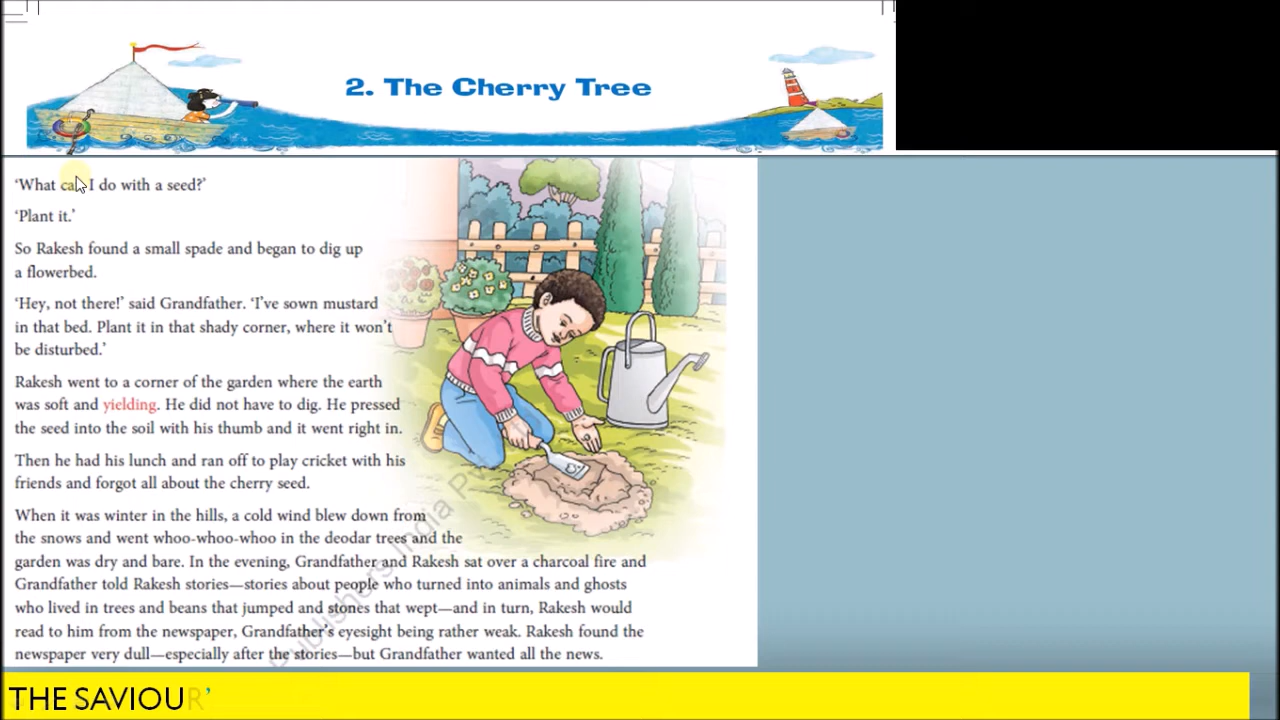 2. The Cherry Tree
‘What can I do with a seed?’
‘Plant it.’
So Rakesh found a small spade and began to dig up
a flowerbed.
‘Hey, not there!’ said Grandfather. ‘I’ve sown mustard
in that bed. Plant it in that shady corner, where it won’t
be disturbed.’
Rakesh went to a corner of the garden where the earth
was soft and yielding. He did not have to dig. He pressed
the seed into the soil with his thumb and it went right in.
Then he had his lunch and ran off to play cricket with his
friends and forgot all about the cherry seed.
When it was winter in the hills, a cold wind blew down from
the snows and went whoo-whoo-whoo in the deodar trees and the
garden was dry and bare. In the evening, Grandfather and Rakesh sat over a charcoal fire and
Grandfather told Rakesh stories—stories about people who turned into animals and ghosts
who lived in trees and beans that jumped and stones that wept—and in turn, Rakesh would
read to him from the newspaper, Grandfather’s eyesight being rather weak. Rakesh found the
newspaper very dull—especially after the stories—but Grandfather wanted all the news.
Publishers India
THE SAVIOUR’